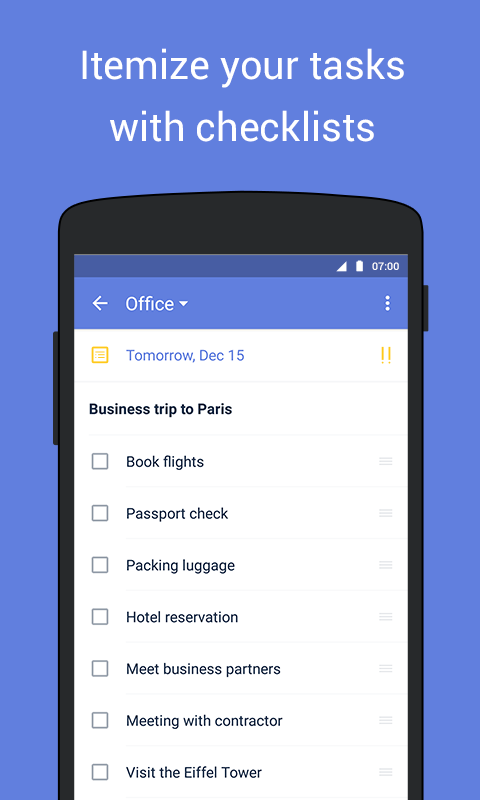 Itemize your tasks
with checklists
07:00
Office
Tomorrow, Dec 15
Business trip to Paris
Book flights
Passport check
Packing luggage
Hotel reservation
Meet business partners
Meeting with contractor
Visit the Eiffel Tower